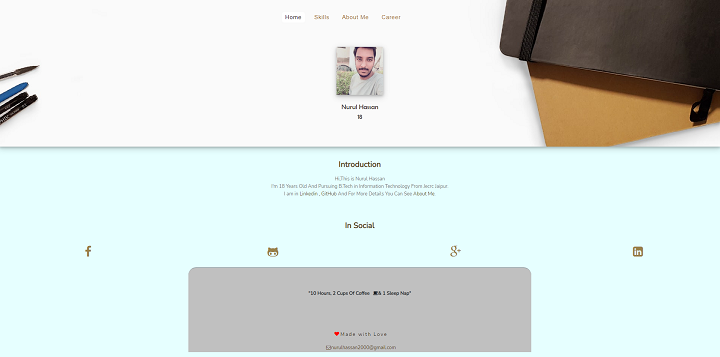 Home Skills About Me Career
Nurul Hassan
18
Introduction
Hi,This is Nurul Hassan
I'm 18 Years Old And Pursuing B.Tech in Information Technology From Jecrc Jaipur.
I am in Linkedin , GitHub And For More Details You Can See About Me.
In Social
"10 Hours, 2 Cups Of Coffee & 1 Sleep Nap"
Made with Love
nurulhassan2000@gmail.com